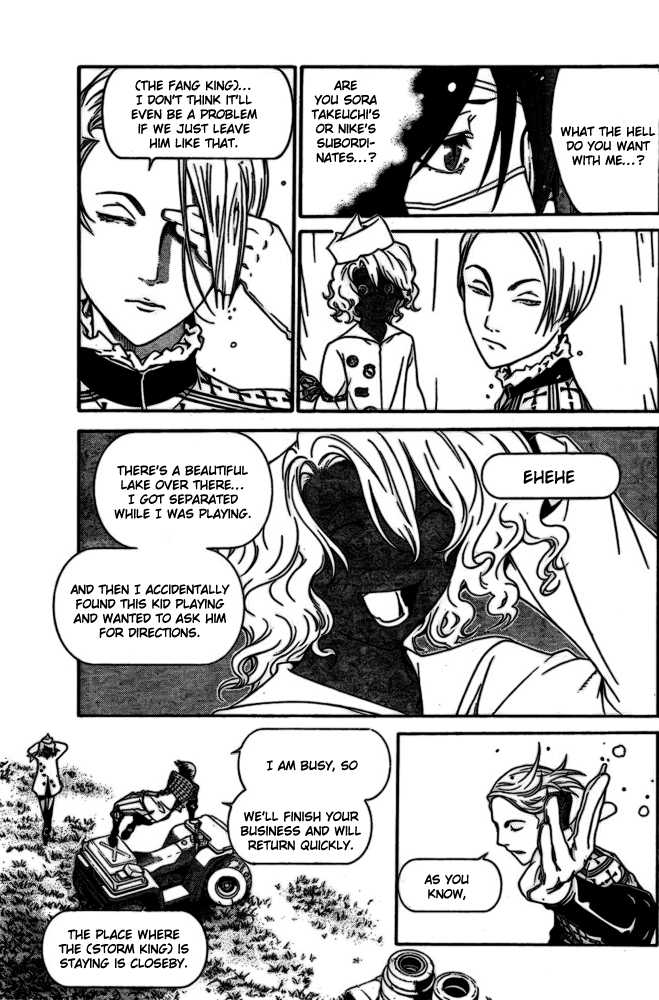 ARE
YOU SORA
TAKEUCHI'S
OR NIKE'S
SUBORDI-
NATES...?
WHAT THE HELL
DO YOU WANT
WITH ME...?
(THE FANG KING)...
I DON'T THINK IT'LL
EVEN BE A PROBLEM
IF WE JUST LEAVE
HIM LIKE THAT.
EHEHE
THERE'S A BEAUTIFUL
LAKE OVER THERE...
I GOT SEPARATED
WHILE I WAS PLAYING.
AND THEN I ACCIDENTALLY
FOUND THIS KID PLAYING
AND WANTED TO ASK HIM
FOR DIRECTIONS.
AS YOU
KNOW,
I AM BUSY, SO
WE'LL FINISH YOUR
BUSINESS AND WILL
RETURN QUICKLY.
THE PLACE WHERE
THE (STORM KING) IS
STAYING IS CLOSEBY.